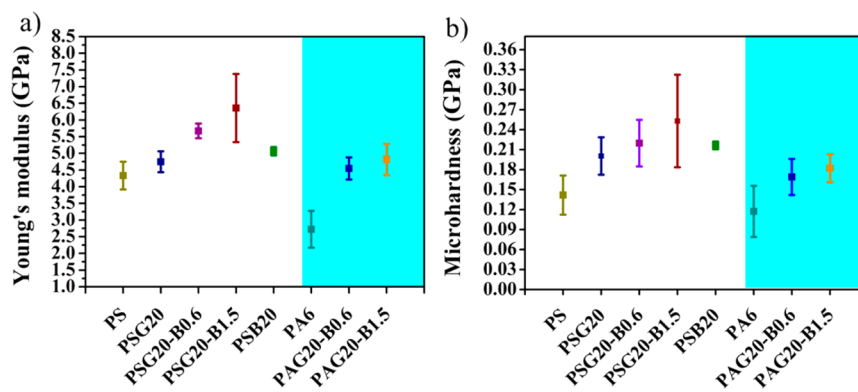 a)
Young's modulus (GPa)
8.5
8.0
7.5
7.0
6.5
6.0
5.5
5.0
4.5
4.0
3.5
3.0
2.5
2.0
1.5
1.0
PS
PSG20
PSG20-B0.6
PSG20-B1.5
PSB20
PA6
PAG20-B0.6
PAG20-B1.5
b)
Microhardness (GPa)
0.36
0.33
0.30
0.27
0.24
0.21
0.18
0.15
0.12
0.09
0.06
0.03
0.00
PS
PSG20
PSG20-B0.6
PSG20-B1.5
PSB20
PA6
PAG20-B0.6
PAG20-B1.5